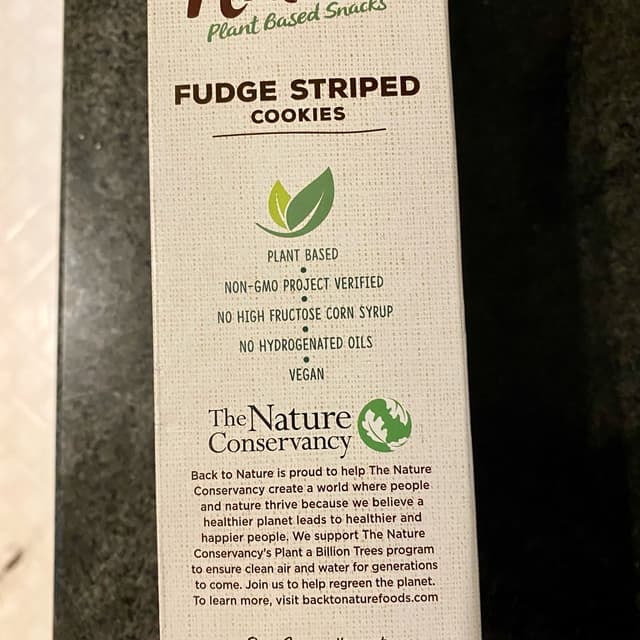 Plant Based Snacks
FUDGE STRIPED
COOKIES
PLANT BASED
NON-GMO PROJECT VERIFIED
NO HIGH FRUCTOSE CORN SYRUP
NO HYDROGENATED OILS
VEGAN
The Nature
Conservancy
Back to Nature is proud to help The Nature
Conservancy create a world where people
and nature thrive because we believe a
healthier planet leads to healthier and
happier people. We support The Nature
Conservancy's Plant a Billion Trees program
to ensure clean air and water for generations
to come. Join us to help regreen the planet.
To learn more, visit backtonaturefoods.com